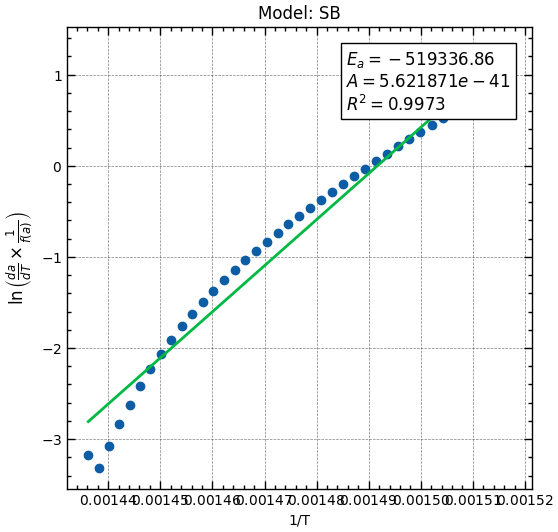 Model: SB
E_a = −519336.86
A = 5.621871e − 41
R² = 0.9973
1
0
−1
−2
−3
ln (da/dT × 1/f(a))
0.00144 0.00145 0.00146 0.00147 0.00148 0.00149 0.00150 0.00151 0.00152
1/T